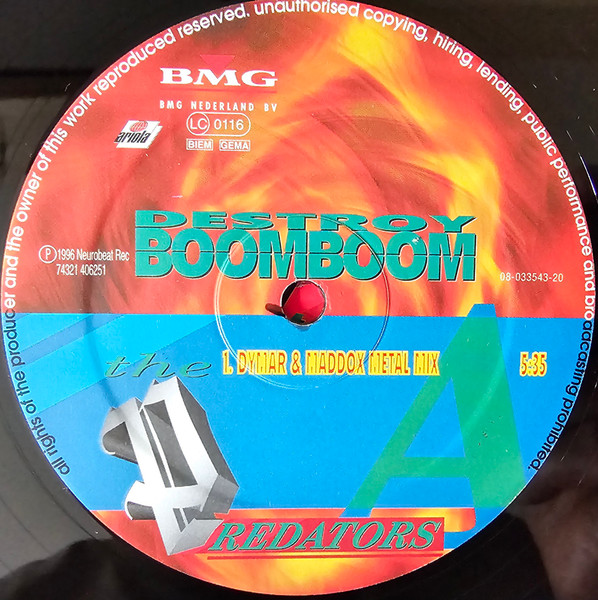 all rights of the producer and the owner of this work reproduced reserved. unauthorised copying, hiring, lending, public performance and broadcasting prohibited.
BMG
BMG NEDERLAND BV
LC 0116
BIEM GEMA
ariola
DESTROY
BOOMBOOM
℗ 1996 Neurobeat Rec
74321 406251
08-033543-20
the
1. DYMAR & MADDOX METAL MIX 5:35
A
PREDATORS